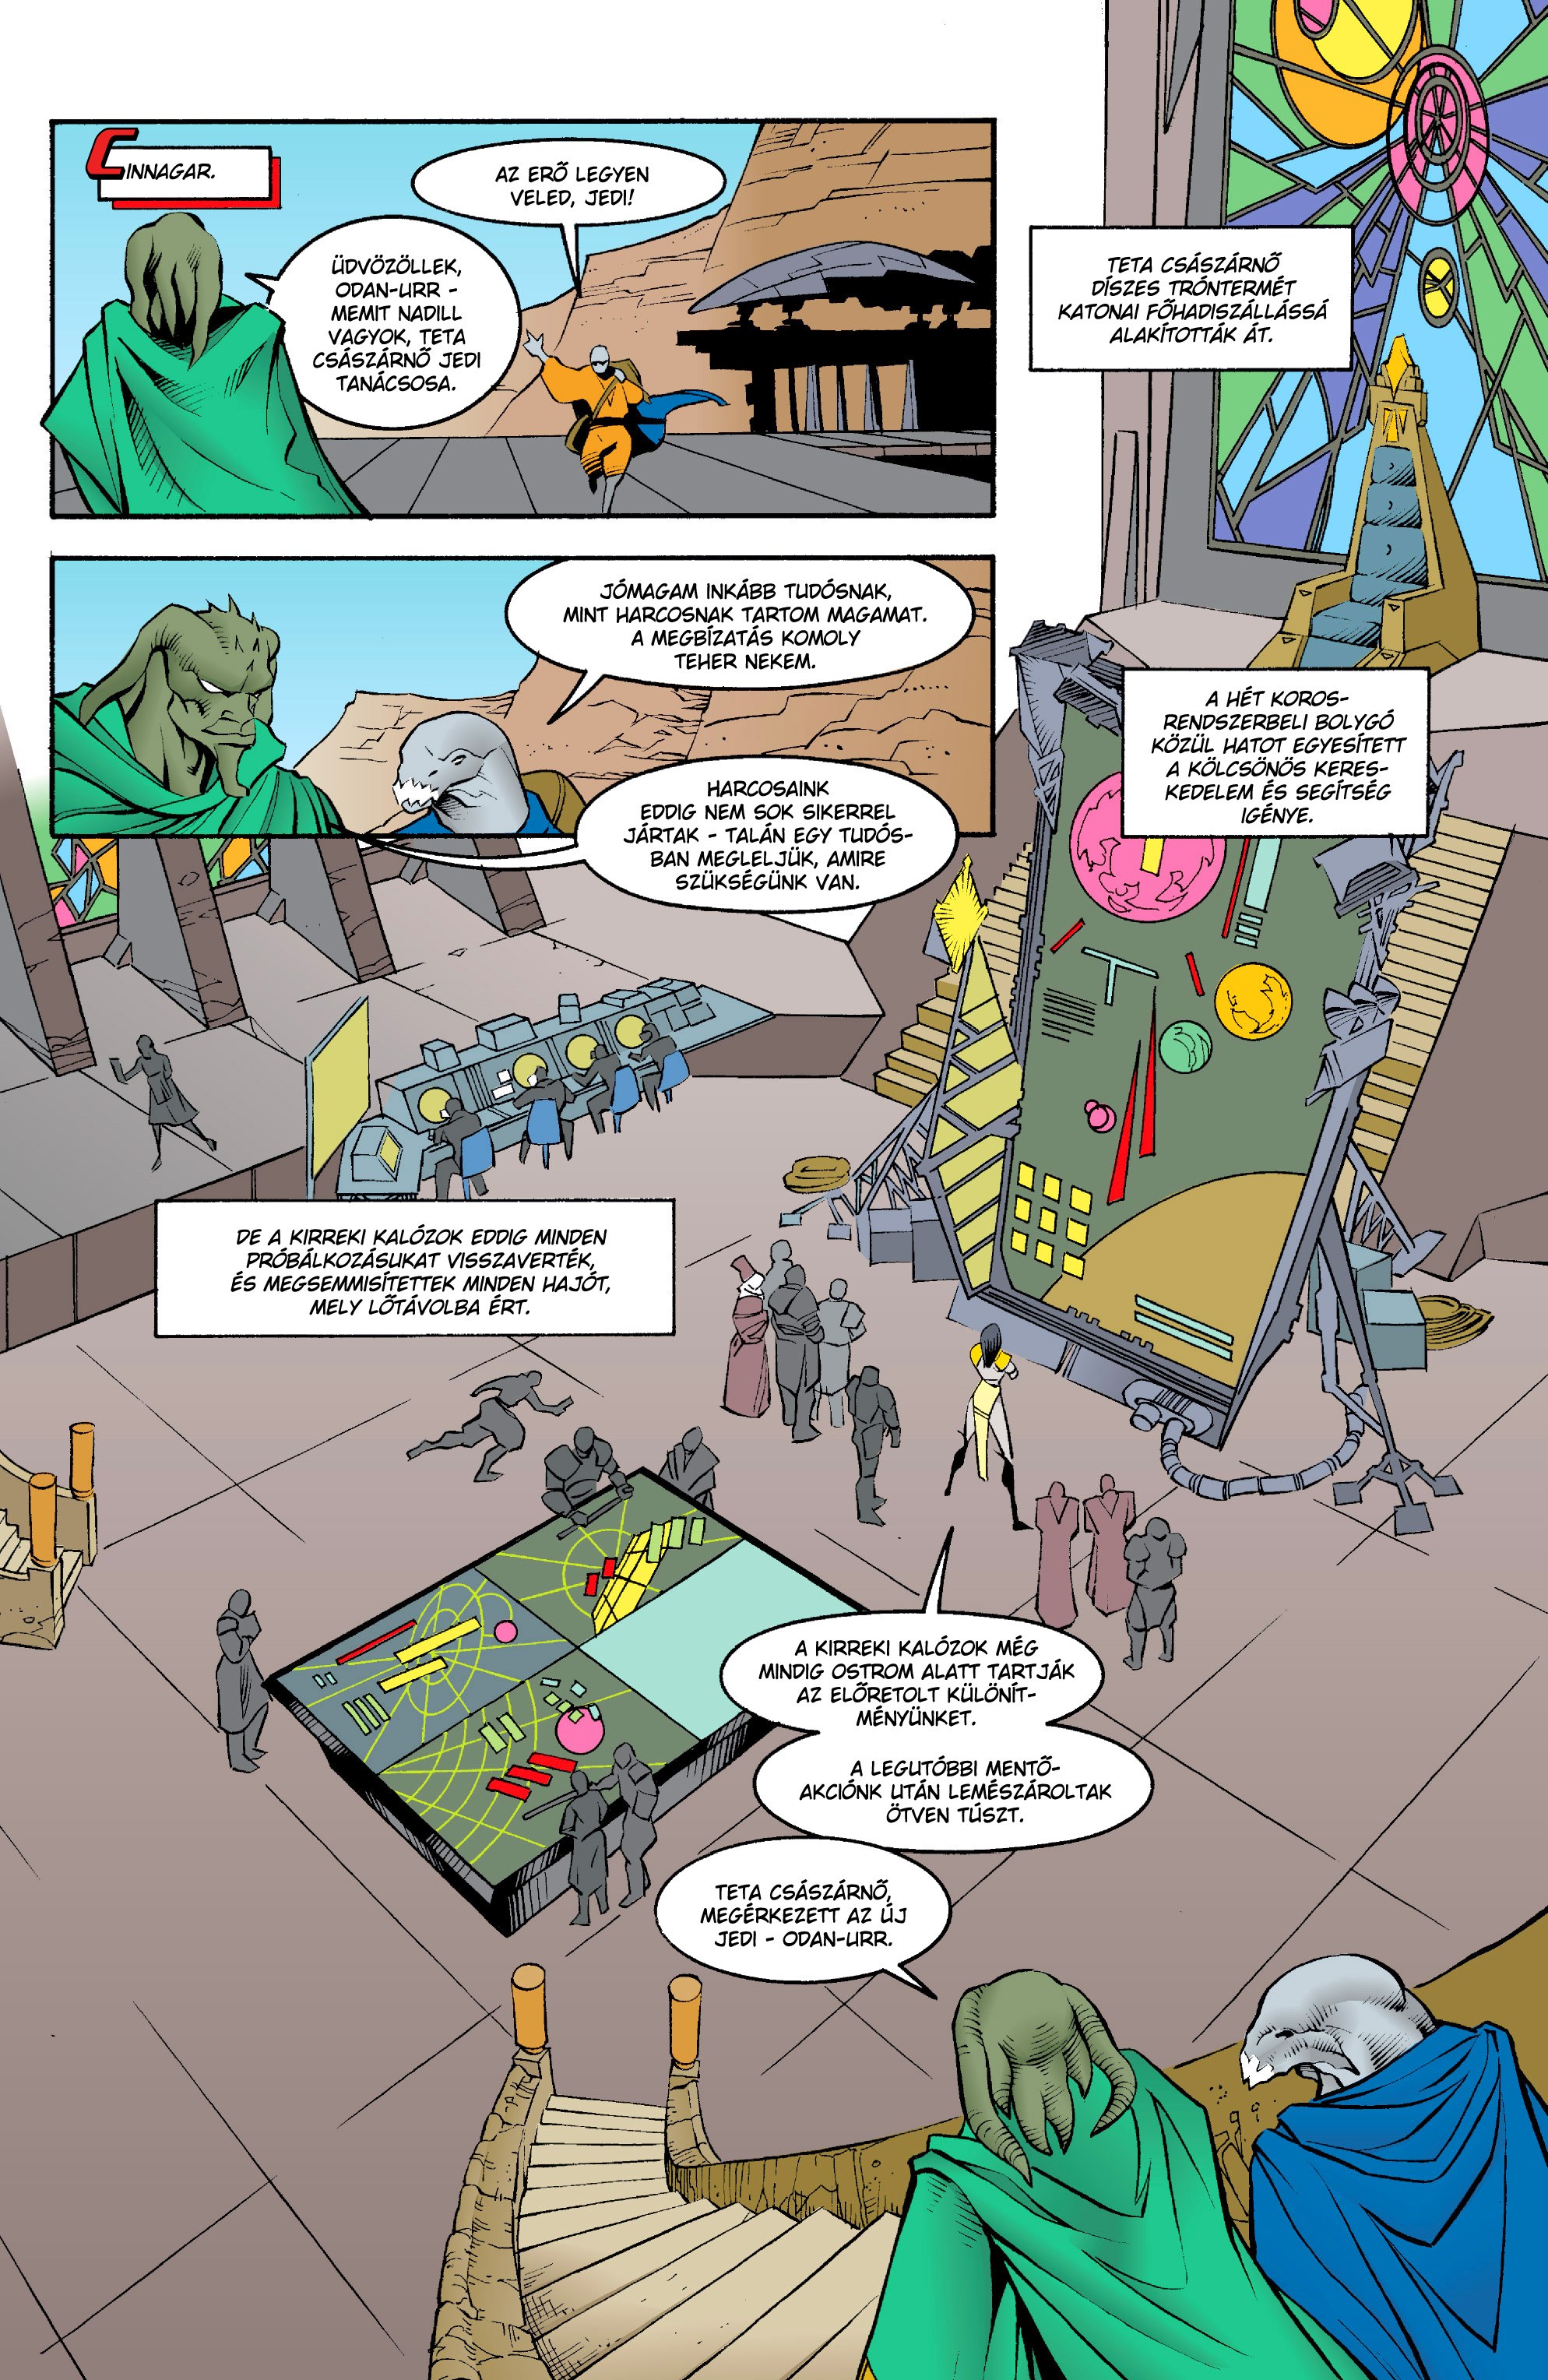 CINNAGAR.
AZ ERŐ LEGYEN
VELED, JEDI!
ÜDVÖZÖLLEK,
ODAN-URR -
MEMIT NADILL
VAGYOK, TETA
CSÁSZÁRNŐ JEDI
TANÁCSOSA.
JÓMAGAM INKÁBB TUDÓSNAK,
MINT HARCOSNAK TARTOM MAGAMAT.
A MEGBÍZATÁS KOMOLY
TEHER NEKEM.
HARCOSAINK
EDDIG NEM SOK SIKERREL
JÁRTAK - TALÁN EGY TUDÓS-
BAN MEGLELJÜK, AMIRE
SZÜKSÉGÜNK VAN.
TETA CSÁSZÁRNŐ
DÍSZES TRÓNTERMÉT
KATONAI FŐHADISZÁLLÁSSÁ
ALAKÍTOTTÁK ÁT.
A HÉT KOROS-
RENDSZERBELI BOLYGÓ
KÖZÜL HATOT EGYESÍTETT
A KÖLCSÖNÖS KERES-
KEDELEM ÉS SEGÍTSÉG
IGÉNYE.
DE A KIRREKI KALÓZOK EDDIG MINDEN
PRÓBÁLKOZÁSUKAT VISSZAVERTÉK,
ÉS MEGSEMMISÍTETTEK MINDEN HAJÓT,
MELY LŐTÁVOLBA ÉRT.
A KIRREKI KALÓZOK MÉG
MINDIG OSTROM ALATT TARTJÁK
AZ ELŐRETOLT KÜLÖNÍT-
MÉNYÜNKET.
A LEGUTÓBBI MENTŐ-
AKCIÓNK UTÁN LEMÉSZÁROLTAK
ÖTVEN TÚSZT.
TETA CSÁSZÁRNŐ,
MEGÉRKEZETT AZ ÚJ
JEDI - ODAN-URR.